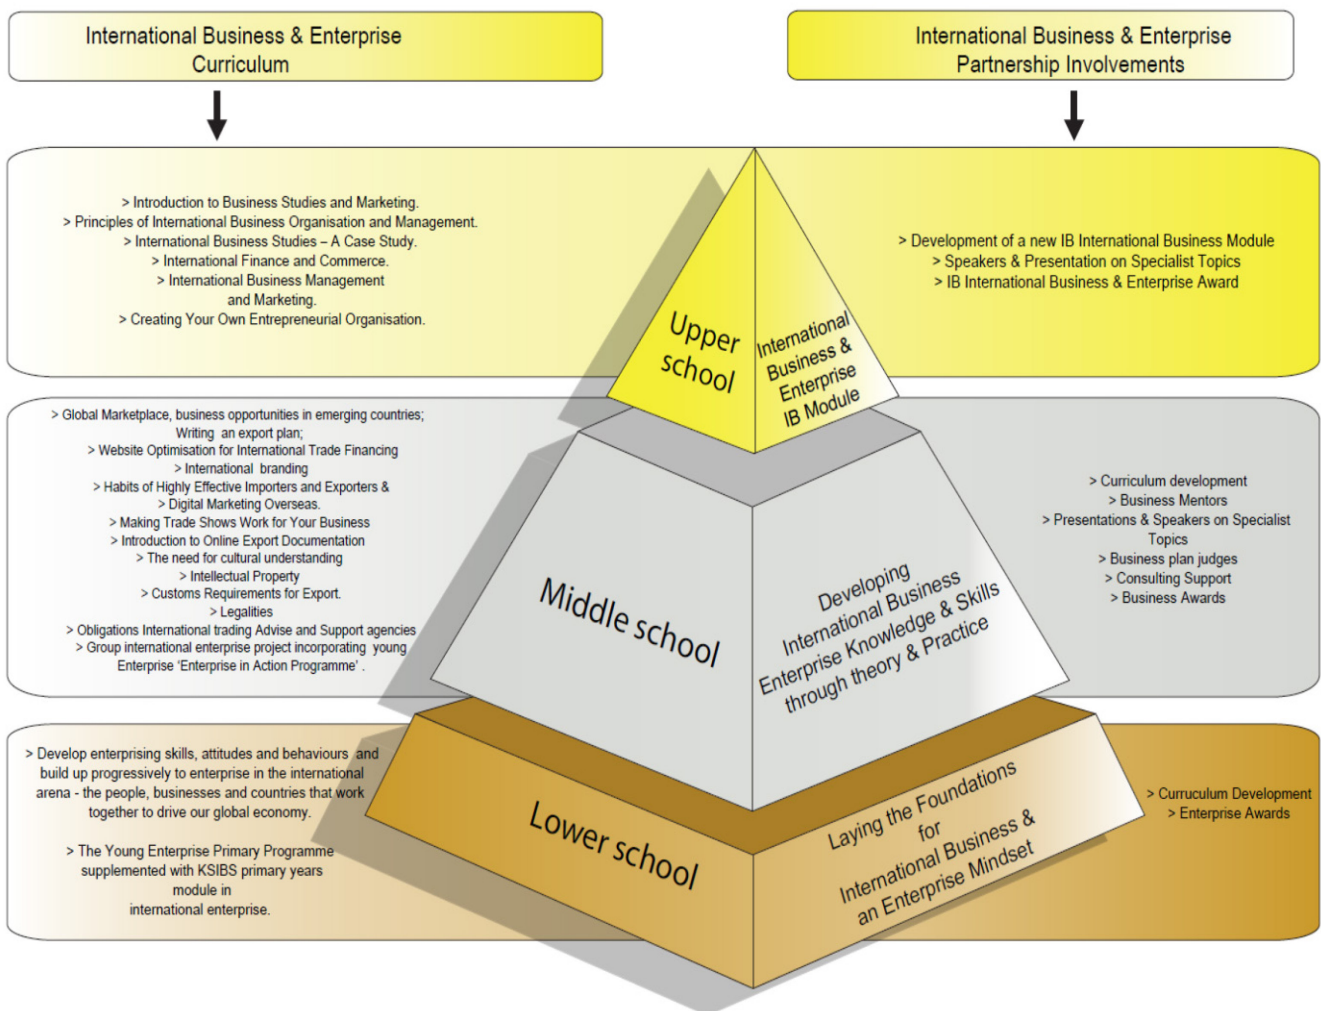 International Business & Enterprise
Curriculum
International Business & Enterprise
Partnership Involvements
> Introduction to Business Studies and Marketing.
> Principles of International Business Organisation and Management.
> International Business Studies – A Case Study.
> International Finance and Commerce.
> International Business Management
and Marketing.
> Creating Your Own Entrepreneurial Organisation.
Upper
school
International
Business &
Enterprise
IB Module
> Development of a new IB International Business Module
> Speakers & Presentation on Specialist Topics
> IB International Business & Enterprise Award
> Global Marketplace, business opportunities in emerging countries;
Writing an export plan;
> Website Optimisation for International Trade Financing
> International branding
> Habits of Highly Effective Importers and Exporters &
> Digital Marketing Overseas.
> Making Trade Shows Work for Your Business
> Introduction to Online Export Documentation
> The need for cultural understanding
> Intellectual Property
> Customs Requirements for Export.
> Legalities
> Obligations International trading Advise and Support agencies
> Group international enterprise project incorporating young
Enterprise ‘Enterprise in Action Programme’ .
Middle school
Developing
International Business
Enterprise Knowledge & Skills
through theory & Practice
> Curriculum development
> Business Mentors
> Presentations & Speakers on Specialist
Topics
> Business plan judges
> Consulting Support
> Business Awards
> Develop enterprising skills, attitudes and behaviours and
build up progressively to enterprise in the international
arena - the people, businesses and countries that work
together to drive our global economy.
> The Young Enterprise Primary Programme
supplemented with KSIBS primary years
module in
international enterprise.
Lower school
Laying the Foundations
for
International Business &
an Enterprise Mindset
> Curruculum Development
> Enterprise Awards